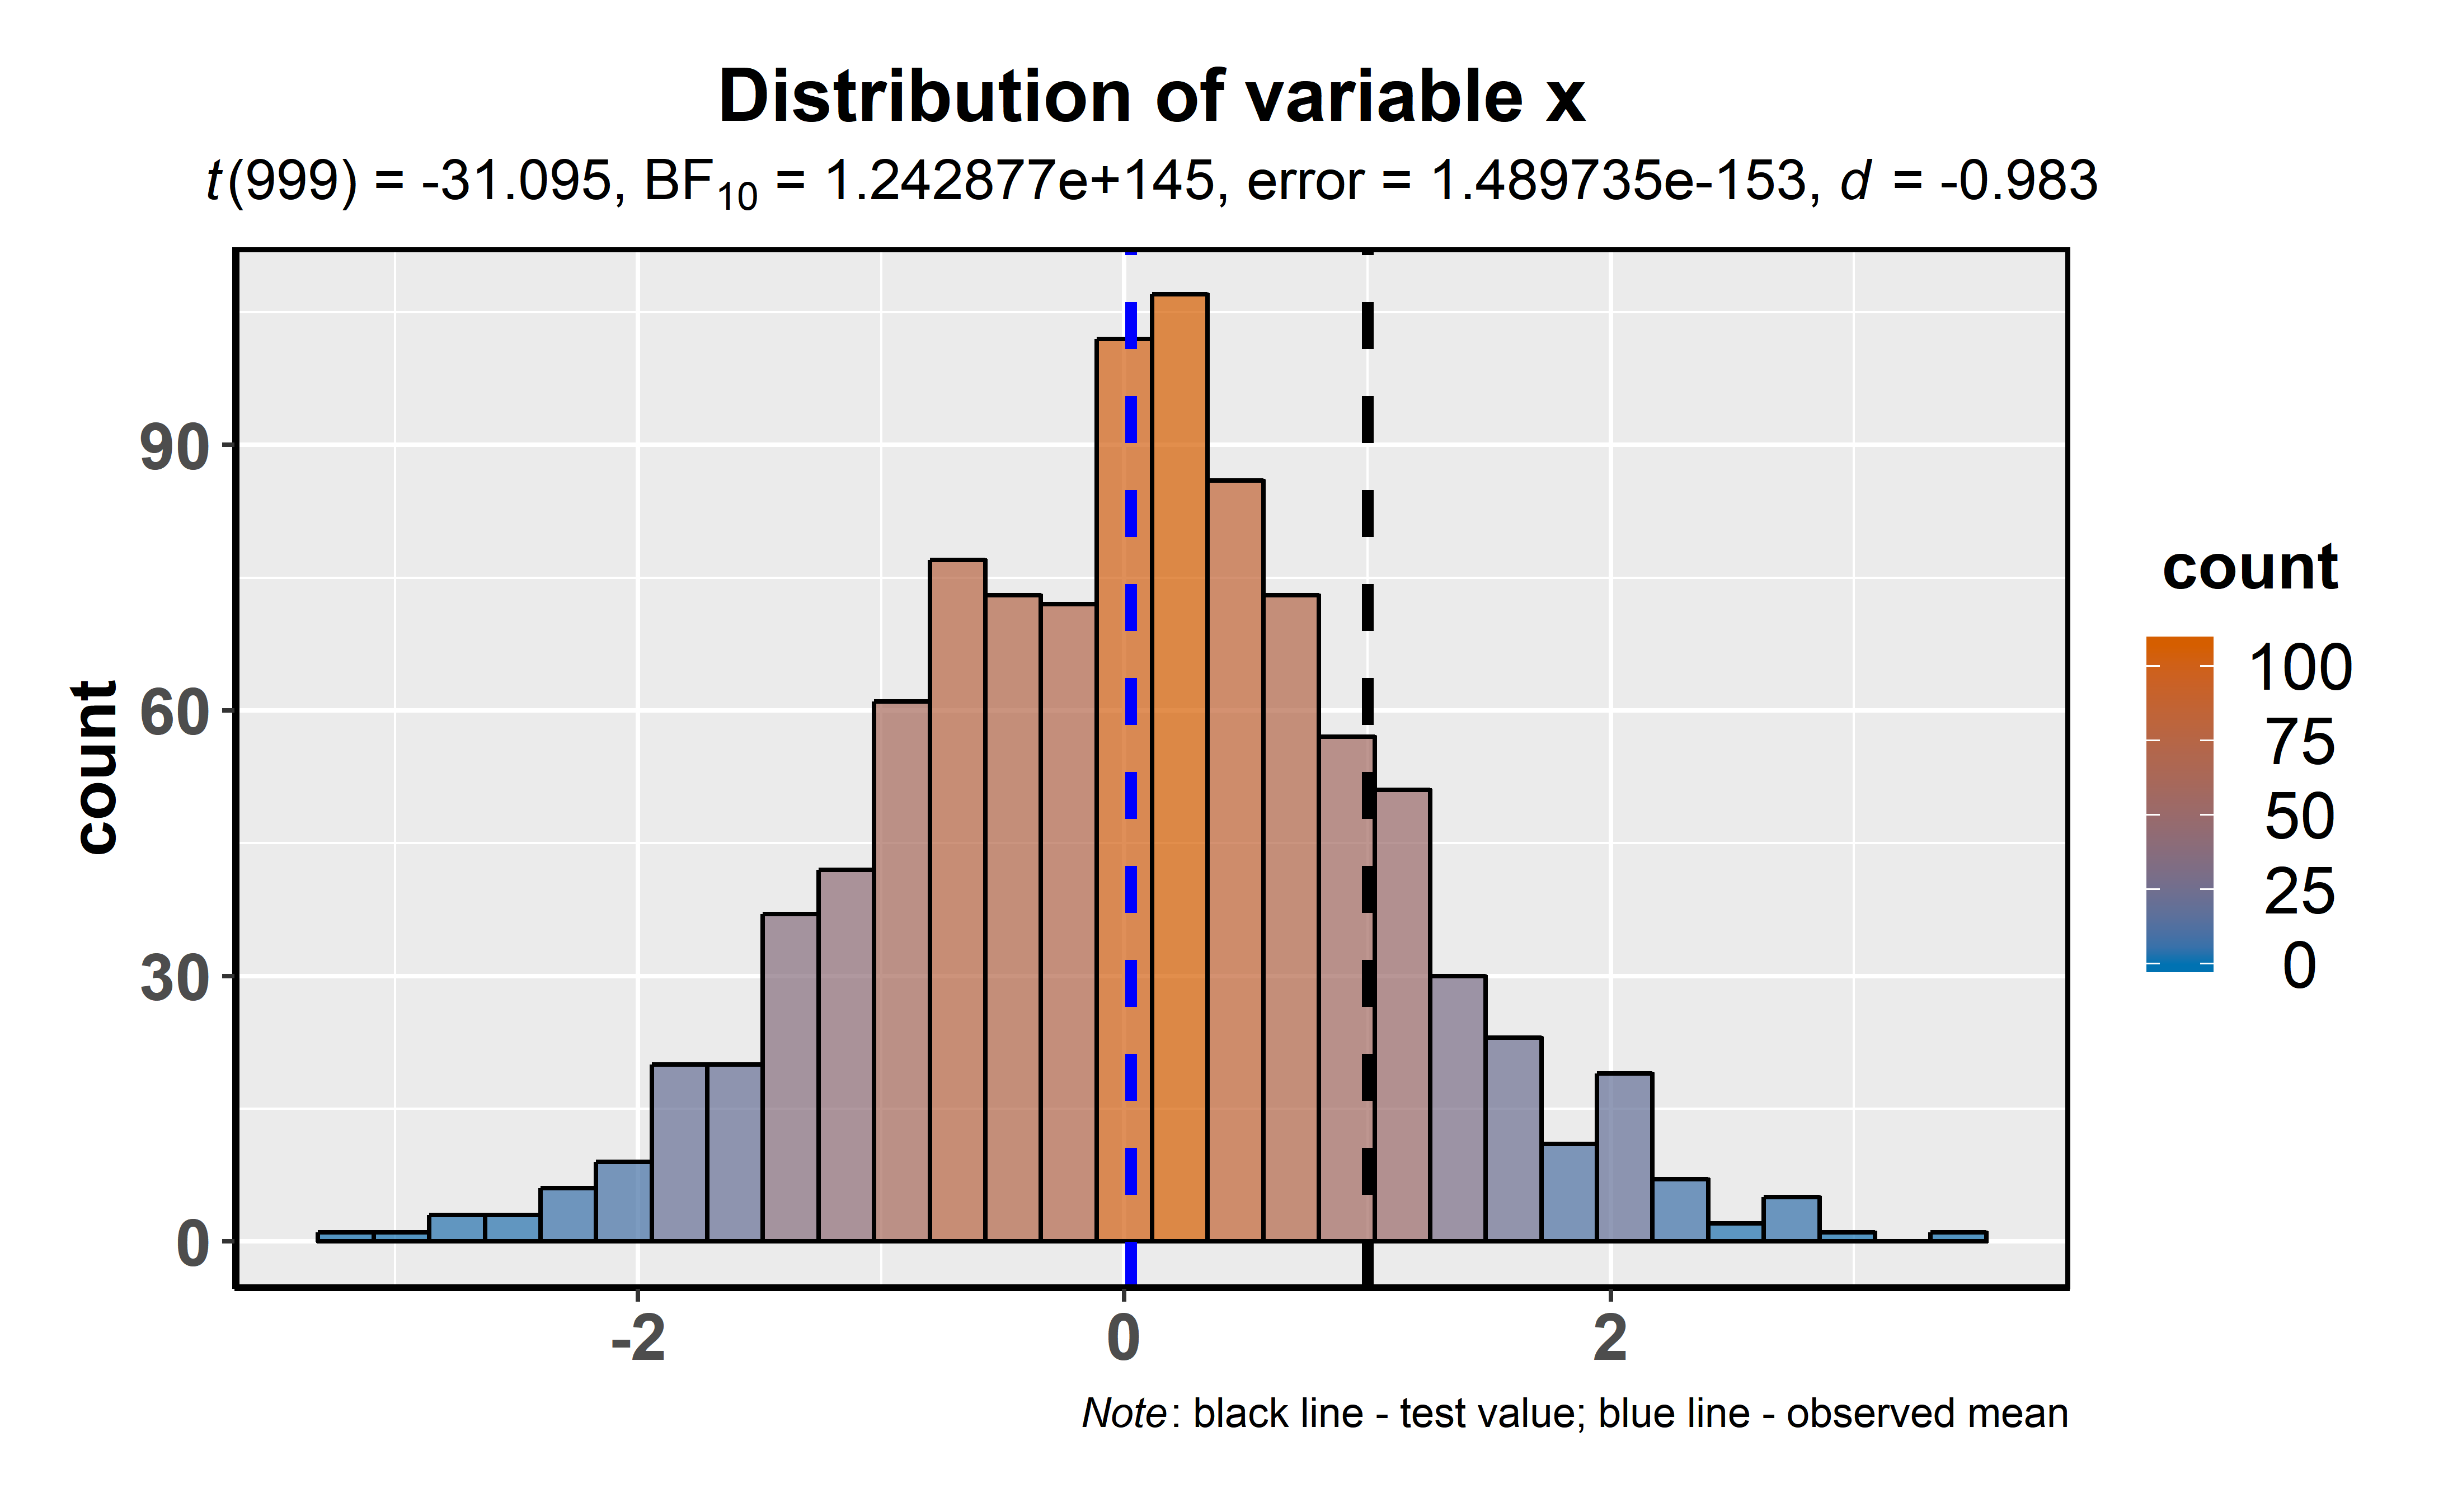 Distribution of variable x
t(999) = -31.095, BF₁₀ = 1.242877e+145, error = 1.489735e-153, d = -0.983
count
90
60
30
0
-2 0 2
count
100
75
50
25
0
Note: black line - test value; blue line - observed mean